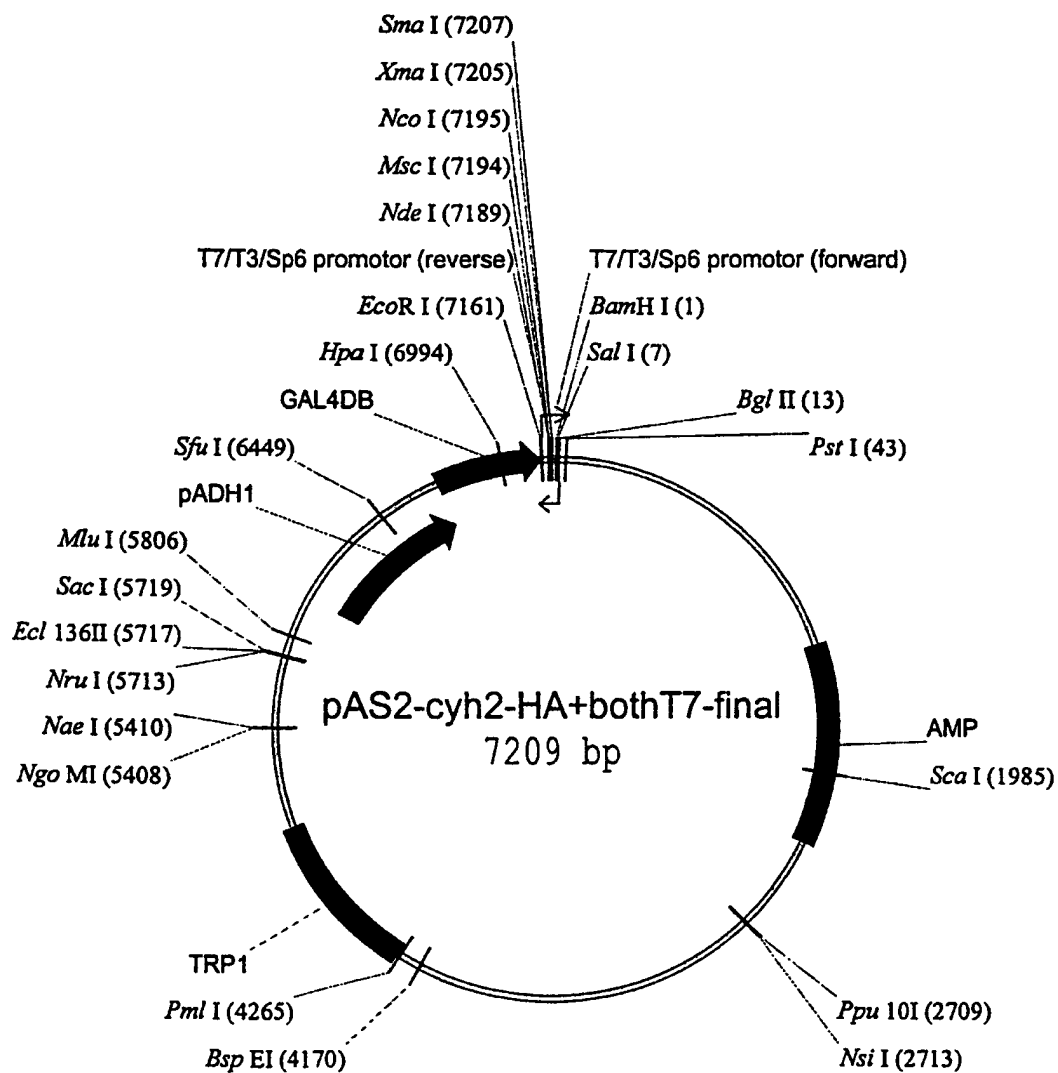 Sma I (7207)
Xma I (7205)
Nco I (7195)
Msc I (7194)
Nde I (7189)
T7/T3/Sp6 promotor (reverse)
T7/T3/Sp6 promotor (forward)
EcoR I (7161)
BamH I (1)
Hpa I (6994)
Sal I (7)
GAL4DB
Bgl II (13)
Sfu I (6449)
Pst I (43)
pADH1
Mlu I (5806)
Sac I (5719)
Ecl 136II (5717)
Nru I (5713)
Nae I (5410)
Ngo MI (5408)
pAS2-cyh2-HA+bothT7-final
7209 bp
AMP
Sca I (1985)
TRP1
Pml I (4265)
Bsp EI (4170)
Ppu 10I (2709)
Nsi I (2713)